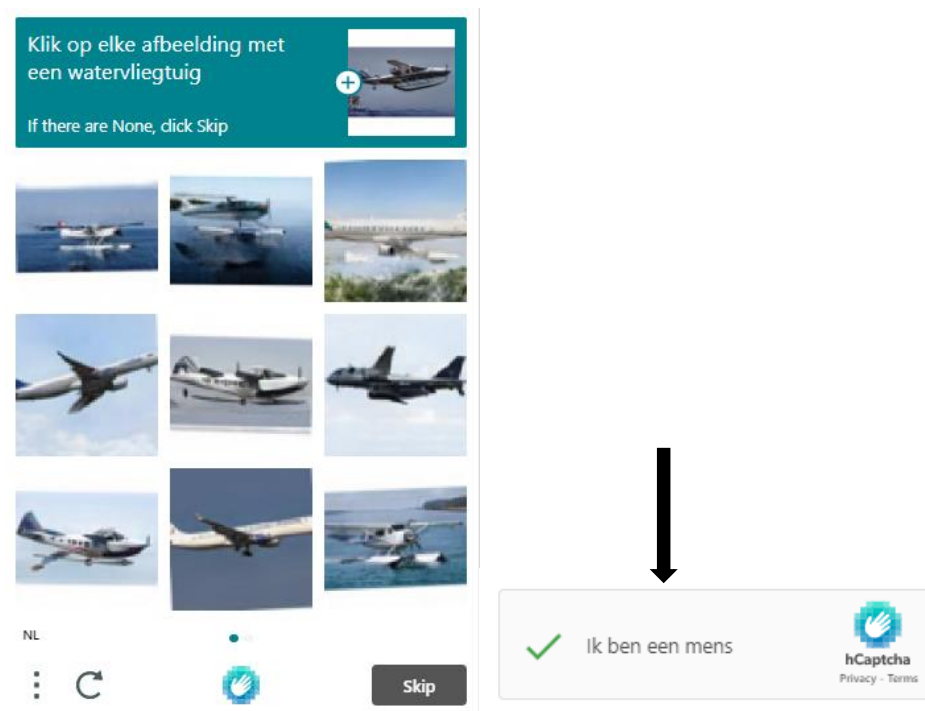 Klik op elke afbeelding met
een watervliegtuig
If there are None, click Skip
NL
Skip
Ik ben een mens
hCaptcha
Privacy - Terms